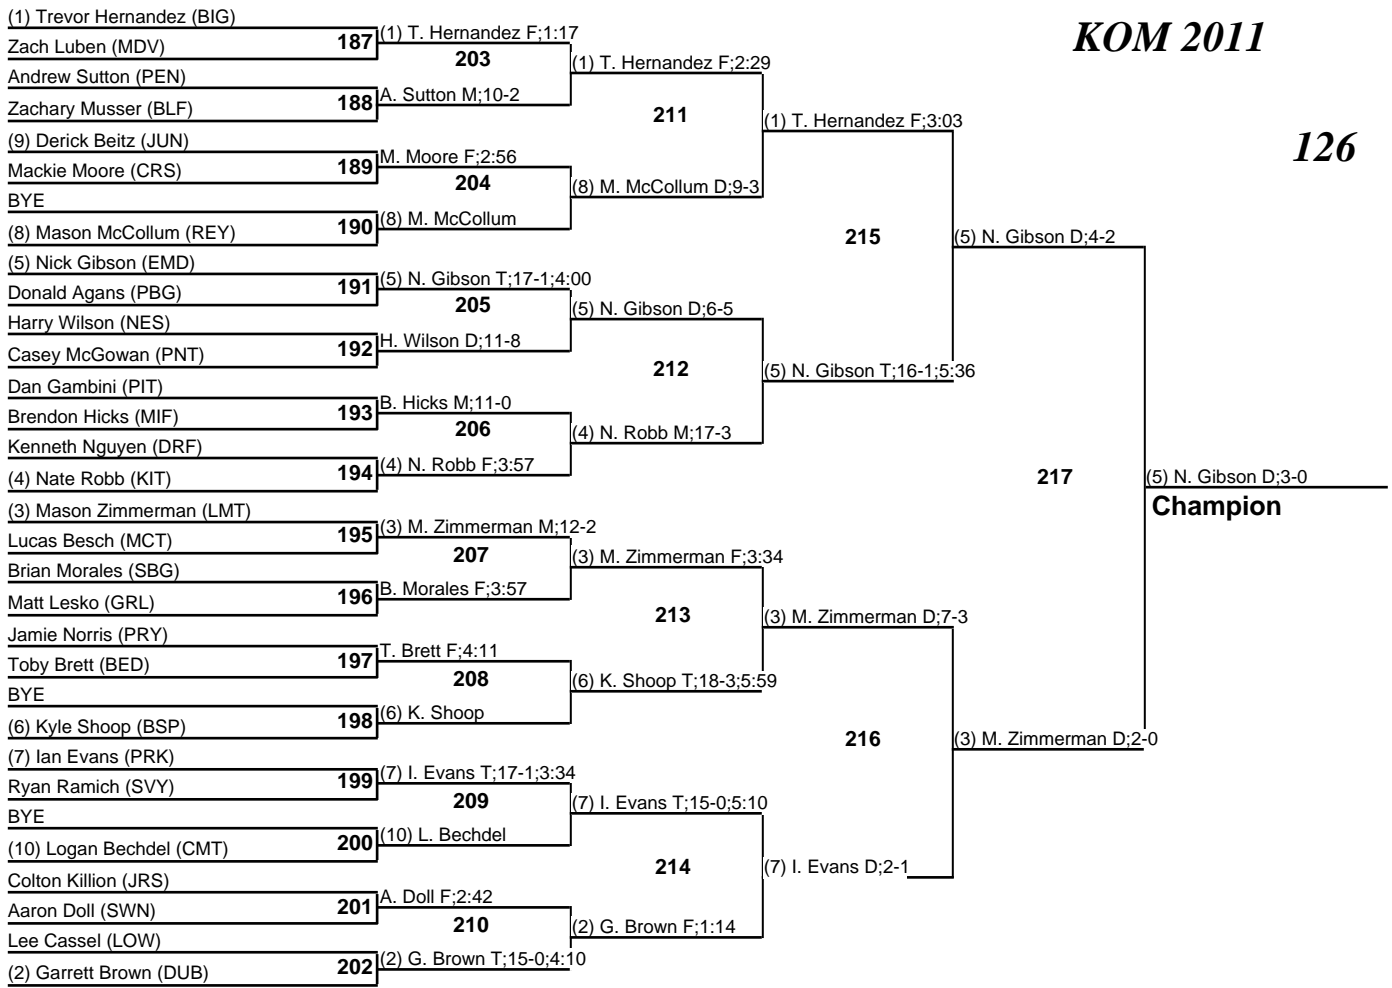 KOM 2011
126
(1) Trevor Hernandez (BIG)
Zach Luben (MDV)
Andrew Sutton (PEN)
Zachary Musser (BLF)
(9) Derick Beitz (JUN)
Mackie Moore (CRS)
BYE
(8) Mason McCollum (REY)
(5) Nick Gibson (EMD)
Donald Agans (PBG)
Harry Wilson (NES)
Casey McGowan (PNT)
Dan Gambini (PIT)
Brendon Hicks (MIF)
Kenneth Nguyen (DRF)
(4) Nate Robb (KIT)
(3) Mason Zimmerman (LMT)
Lucas Besch (MCT)
Brian Morales (SBG)
Matt Lesko (GRL)
Jamie Norris (PRY)
Toby Brett (BED)
BYE
(6) Kyle Shoop (BSP)
(7) Ian Evans (PRK)
Ryan Ramich (SVY)
BYE
(10) Logan Bechdel (CMT)
Colton Killion (JRS)
Aaron Doll (SWN)
Lee Cassel (LOW)
(2) Garrett Brown (DUB)
187
188
189
190
191
192
193
194
195
196
197
198
199
200
201
202
(1) T. Hernandez F;1:17
203
A. Sutton M;10-2
M. Moore F;2:56
204
(8) M. McCollum
(5) N. Gibson T;17-1;4:00
205
H. Wilson D;11-8
B. Hicks M;11-0
206
(4) N. Robb F;3:57
(3) M. Zimmerman M;12-2
207
B. Morales F;3:57
T. Brett F;4:11
208
(6) K. Shoop
(7) I. Evans T;17-1;3:34
209
(10) L. Bechdel
A. Doll F;2:42
210
(2) G. Brown T;15-0;4:10
(1) T. Hernandez F;2:29
211
(8) M. McCollum D;9-3
(5) N. Gibson D;6-5
212
(4) N. Robb M;17-3
(3) M. Zimmerman F;3:34
213
(6) K. Shoop T;18-3;5:59
(7) I. Evans T;15-0;5:10
214
(2) G. Brown F;1:14
(1) T. Hernandez F;3:03
215
(5) N. Gibson T;16-1;5:36
(3) M. Zimmerman D;7-3
216
(7) I. Evans D;2-1
(5) N. Gibson D;4-2
217
(3) M. Zimmerman D;2-0
(5) N. Gibson D;3-0
Champion